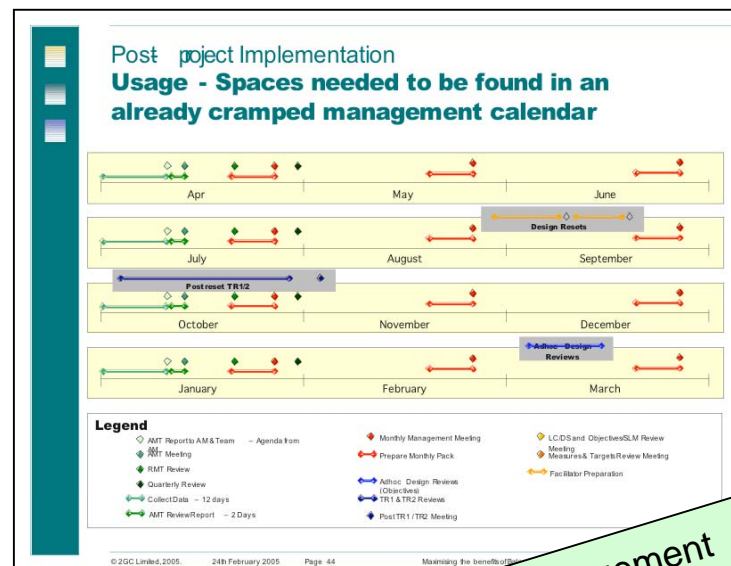 Post- project Implementation
Usage - Spaces needed to be found in an
already cramped management calendar
Apr May June
Design Resets
July August September
Post reset TR1/2
October November December
Adhoc Design
Reviews
January February March
Legend
AMT Report to AM & Team – Agenda from
AM
AMT Meeting
RMT Review
Quarterly Review
Collect Data – 12 days
AMT Review Report – 2 Days
Monthly Management Meeting
Prepare Monthly Pack
Adhoc Design Reviews
(Objectives)
TR1 & TR2 Reviews
Post TR1 / TR2 Meeting
LC/DS and Objectives/SLM Review
Meeting
Measures & Targets Review Meeting
Facilitator Preparation
© 2GC Limited, 2005. 24th February 2005 Page 44 Maximising the benefits of